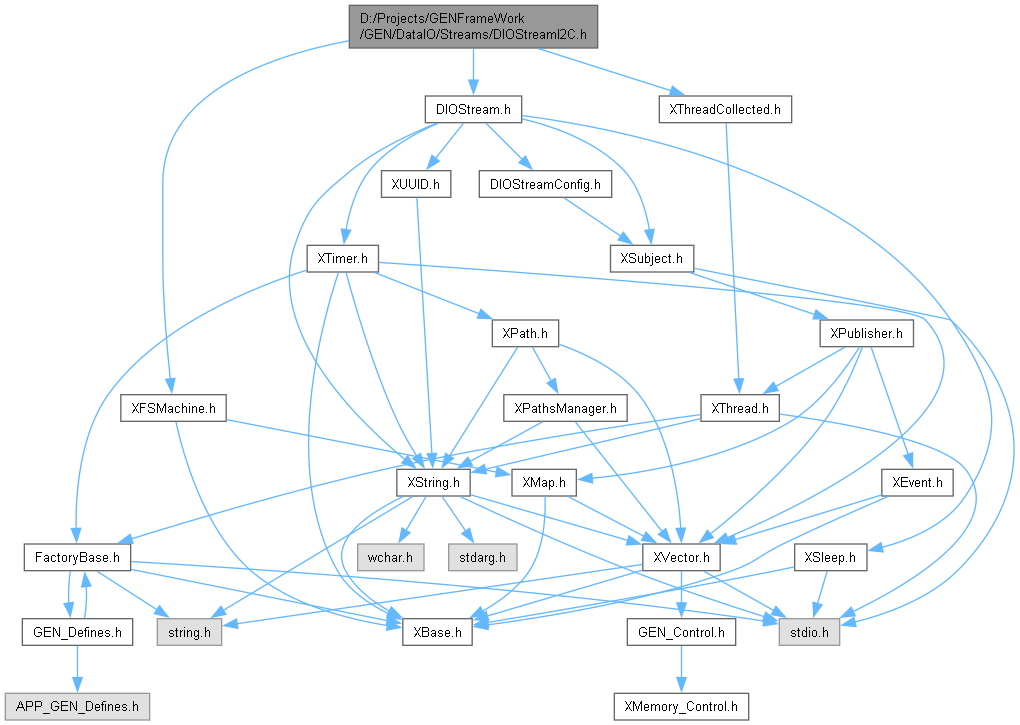 D:/Projects/GENFrameWork
/GEN/DataIO/Streams/DIOStreamI2C.h
DIOStream.h
XThreadCollected.h
XUUID.h
DIOStreamConfig.h
XTimer.h
XSubject.h
XPath.h
XPublisher.h
XFSMachine.h
XPathsManager.h
XThread.h
XString.h
XMap.h
XEvent.h
FactoryBase.h
wchar.h
stdarg.h
XVector.h
XSleep.h
GEN_Defines.h
string.h
XBase.h
GEN_Control.h
stdio.h
APP_GEN_Defines.h
XMemory_Control.h